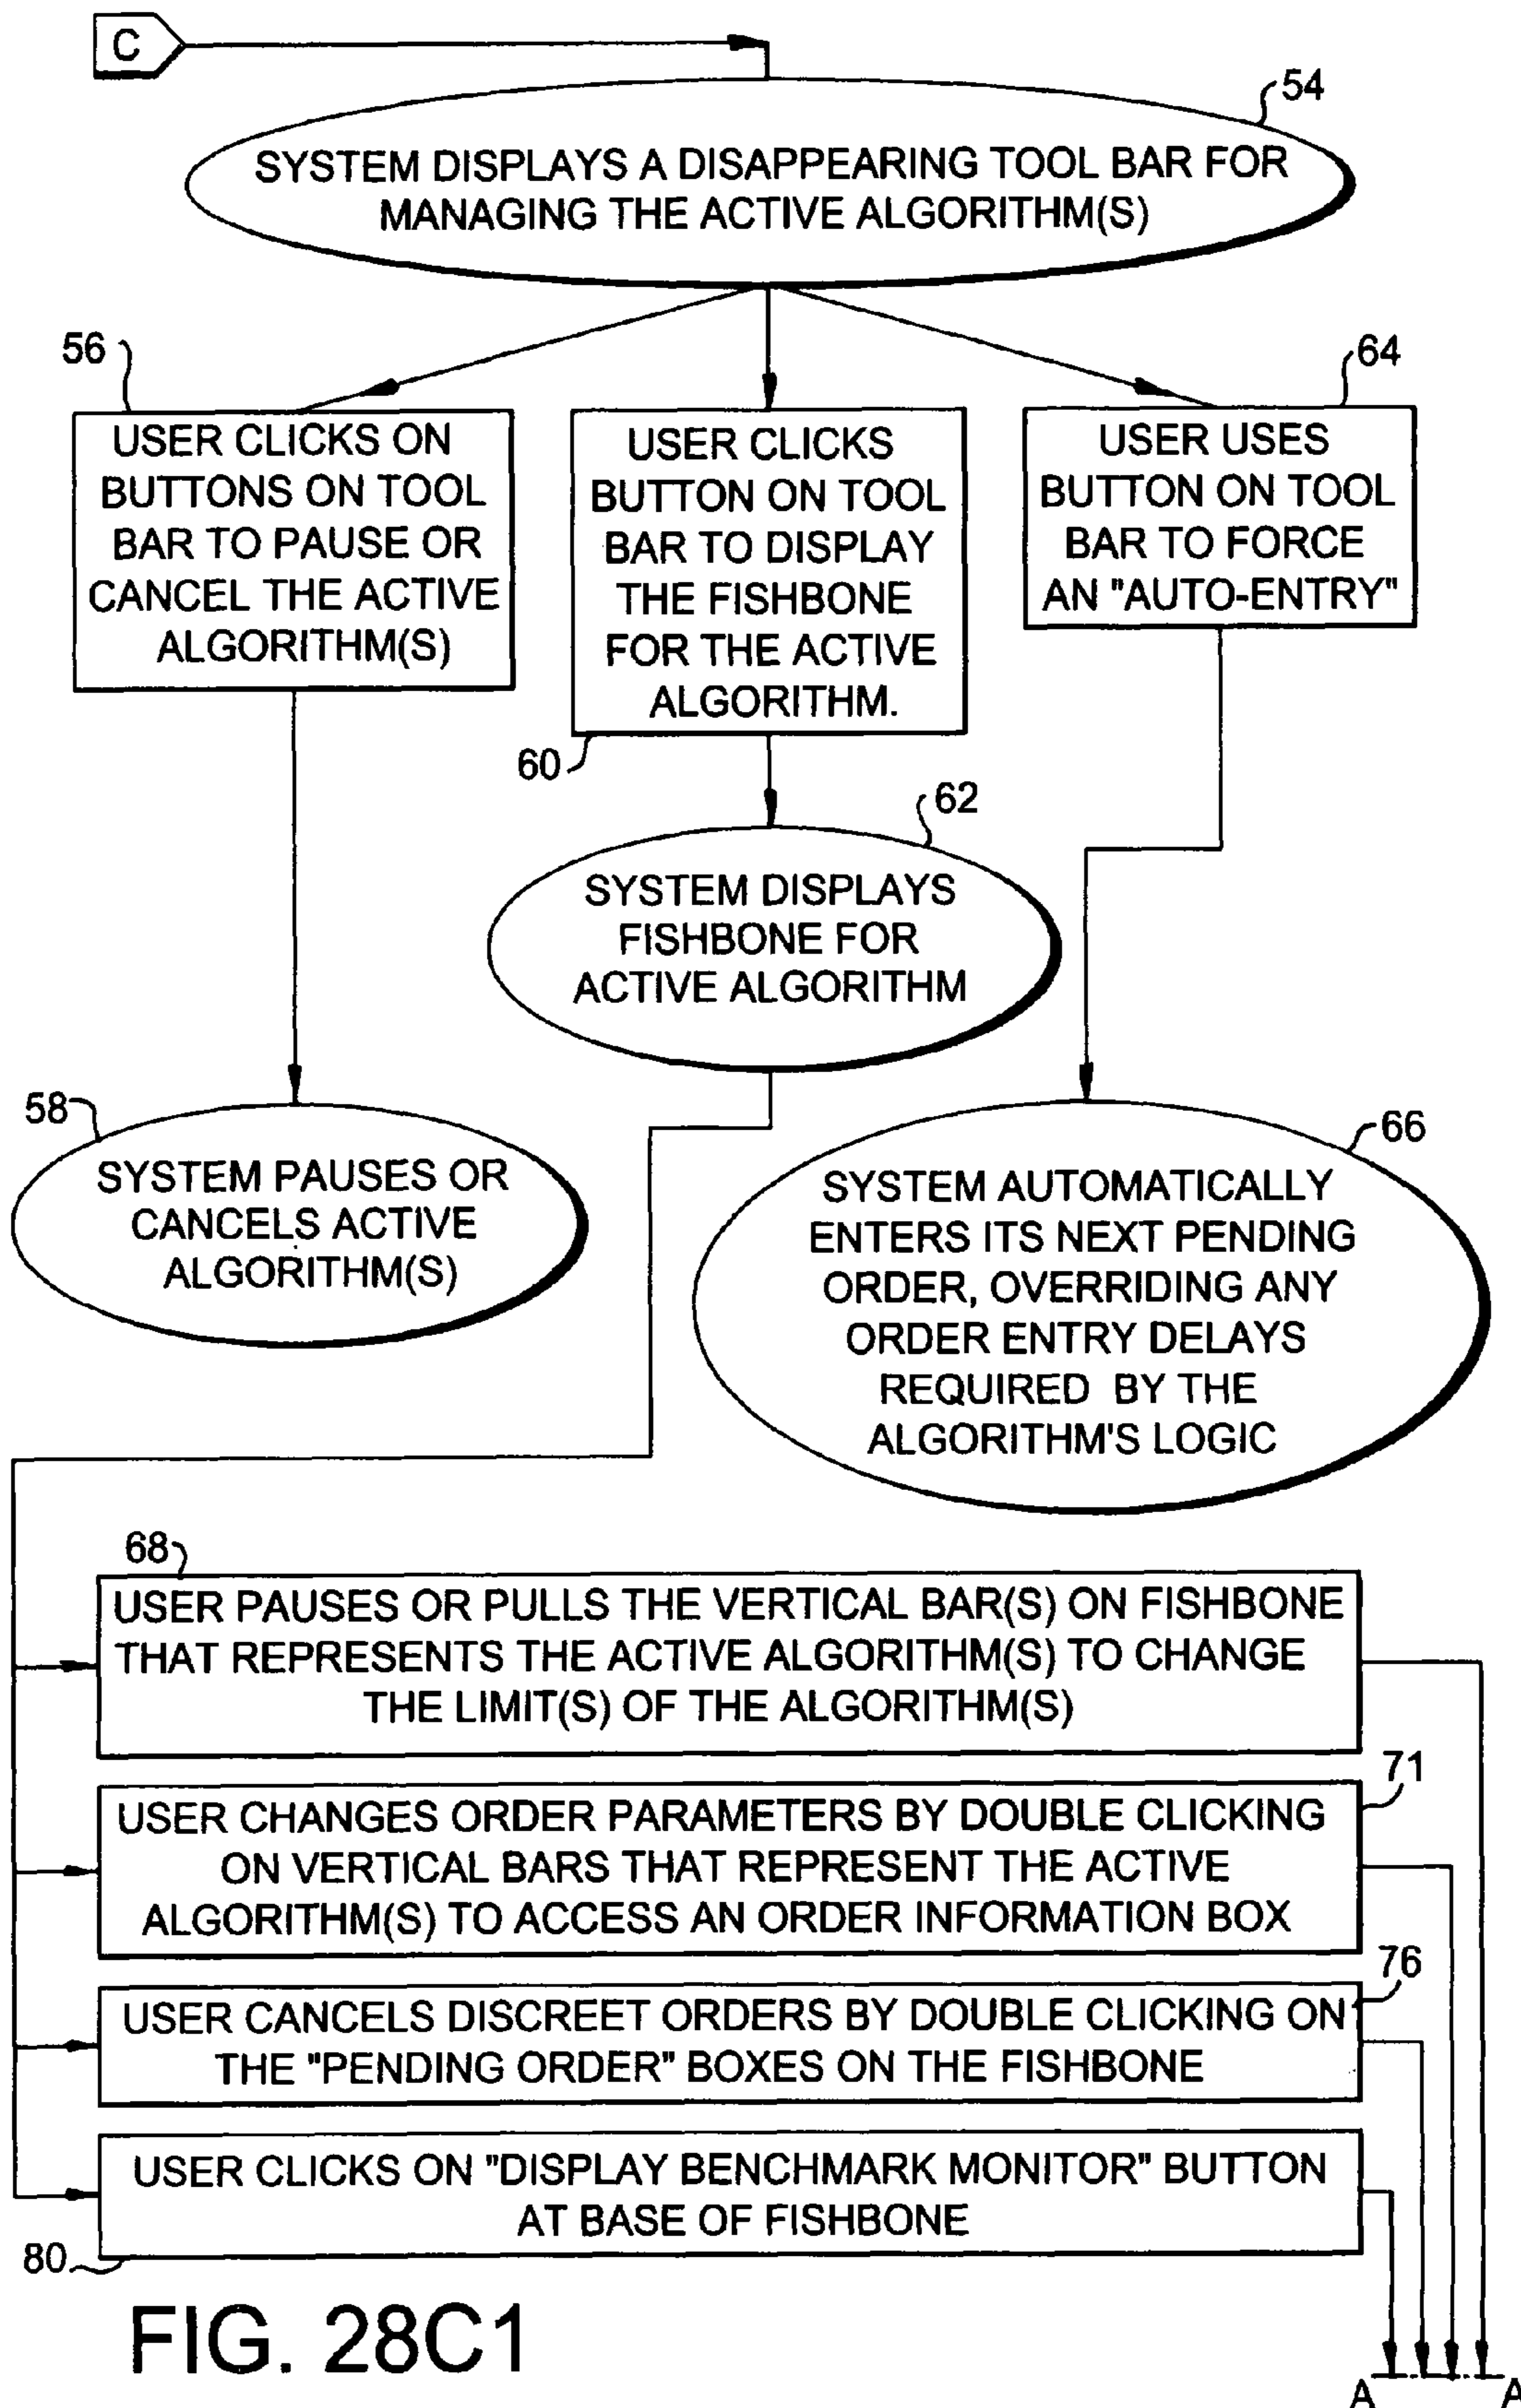 C
54
SYSTEM DISPLAYS A DISAPPEARING TOOL BAR FOR
MANAGING THE ACTIVE ALGORITHM(S)
56
USER CLICKS ON
BUTTONS ON TOOL
BAR TO PAUSE OR
CANCEL THE ACTIVE
ALGORITHM(S)
USER CLICKS
BUTTON ON TOOL
BAR TO DISPLAY
THE FISHBONE
FOR THE ACTIVE
ALGORITHM.
60
64
USER USES
BUTTON ON TOOL
BAR TO FORCE
AN "AUTO-ENTRY"
62
SYSTEM DISPLAYS
FISHBONE FOR
ACTIVE ALGORITHM
58
SYSTEM PAUSES OR
CANCELS ACTIVE
ALGORITHM(S)
66
SYSTEM AUTOMATICALLY
ENTERS ITS NEXT PENDING
ORDER, OVERRIDING ANY
ORDER ENTRY DELAYS
REQUIRED BY THE
ALGORITHM'S LOGIC
68
USER PAUSES OR PULLS THE VERTICAL BAR(S) ON FISHBONE
THAT REPRESENTS THE ACTIVE ALGORITHM(S) TO CHANGE
THE LIMIT(S) OF THE ALGORITHM(S)
71
USER CHANGES ORDER PARAMETERS BY DOUBLE CLICKING
ON VERTICAL BARS THAT REPRESENT THE ACTIVE
ALGORITHM(S) TO ACCESS AN ORDER INFORMATION BOX
76
USER CANCELS DISCREET ORDERS BY DOUBLE CLICKING ON
THE "PENDING ORDER" BOXES ON THE FISHBONE
USER CLICKS ON "DISPLAY BENCHMARK MONITOR" BUTTON
AT BASE OF FISHBONE
80
FIG. 28C1
A A